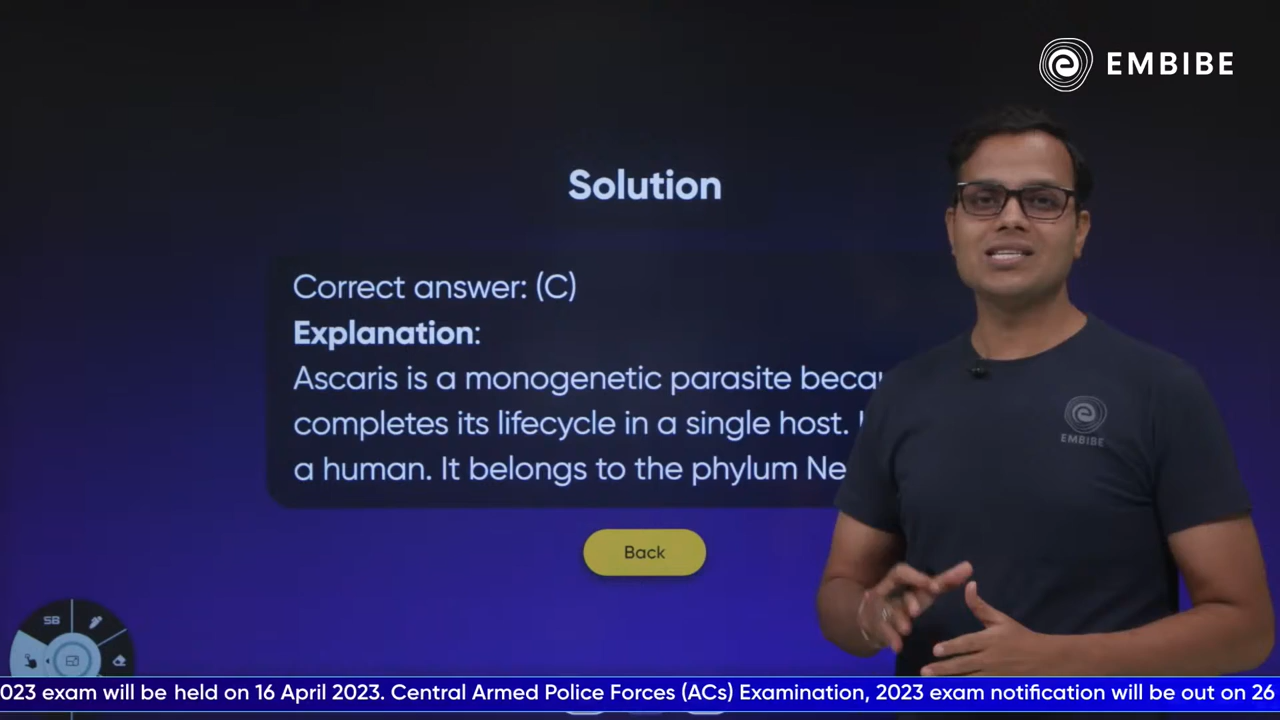 EMBIBE
Solution
Correct answer: (C)
Explanation:
Ascaris is a monogenetic parasite
completes its lifecycle in a single host.
a human. It belongs to the phylum
EMBIBE
Back
SB
023 exam will be held on 16 April 2023. Central Armed Police Forces (ACs) Examination, 2023 exam notification will be out on 26